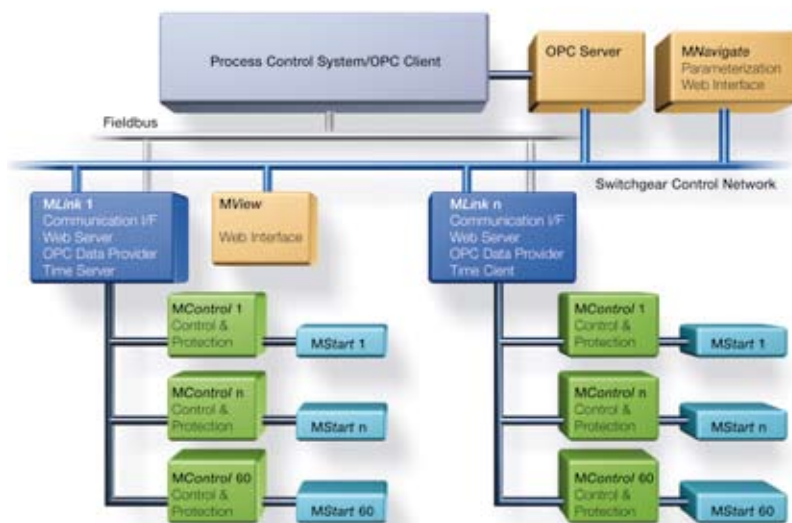 Process Control System/OPC Client
OPC Server
MNavigate
Parameterization
Web Interface
Fieldbus
Switchgear Control Network
MLink 1
Communication I/F
Web Server
OPC Data Provider
Time Server
MView
Web Interface
MLink n
Communication I/F
Web Server
OPC Data Provider
Time Client
MControl 1
Control &
Protection
MStart 1
MControl n
Control &
Protection
MStart n
MControl 60
Control &
Protection
MStart 60
MControl 1
Control &
Protection
MStart 1
MControl n
Control &
Protection
MStart n
MControl 60
Control &
Protection
MStart 60